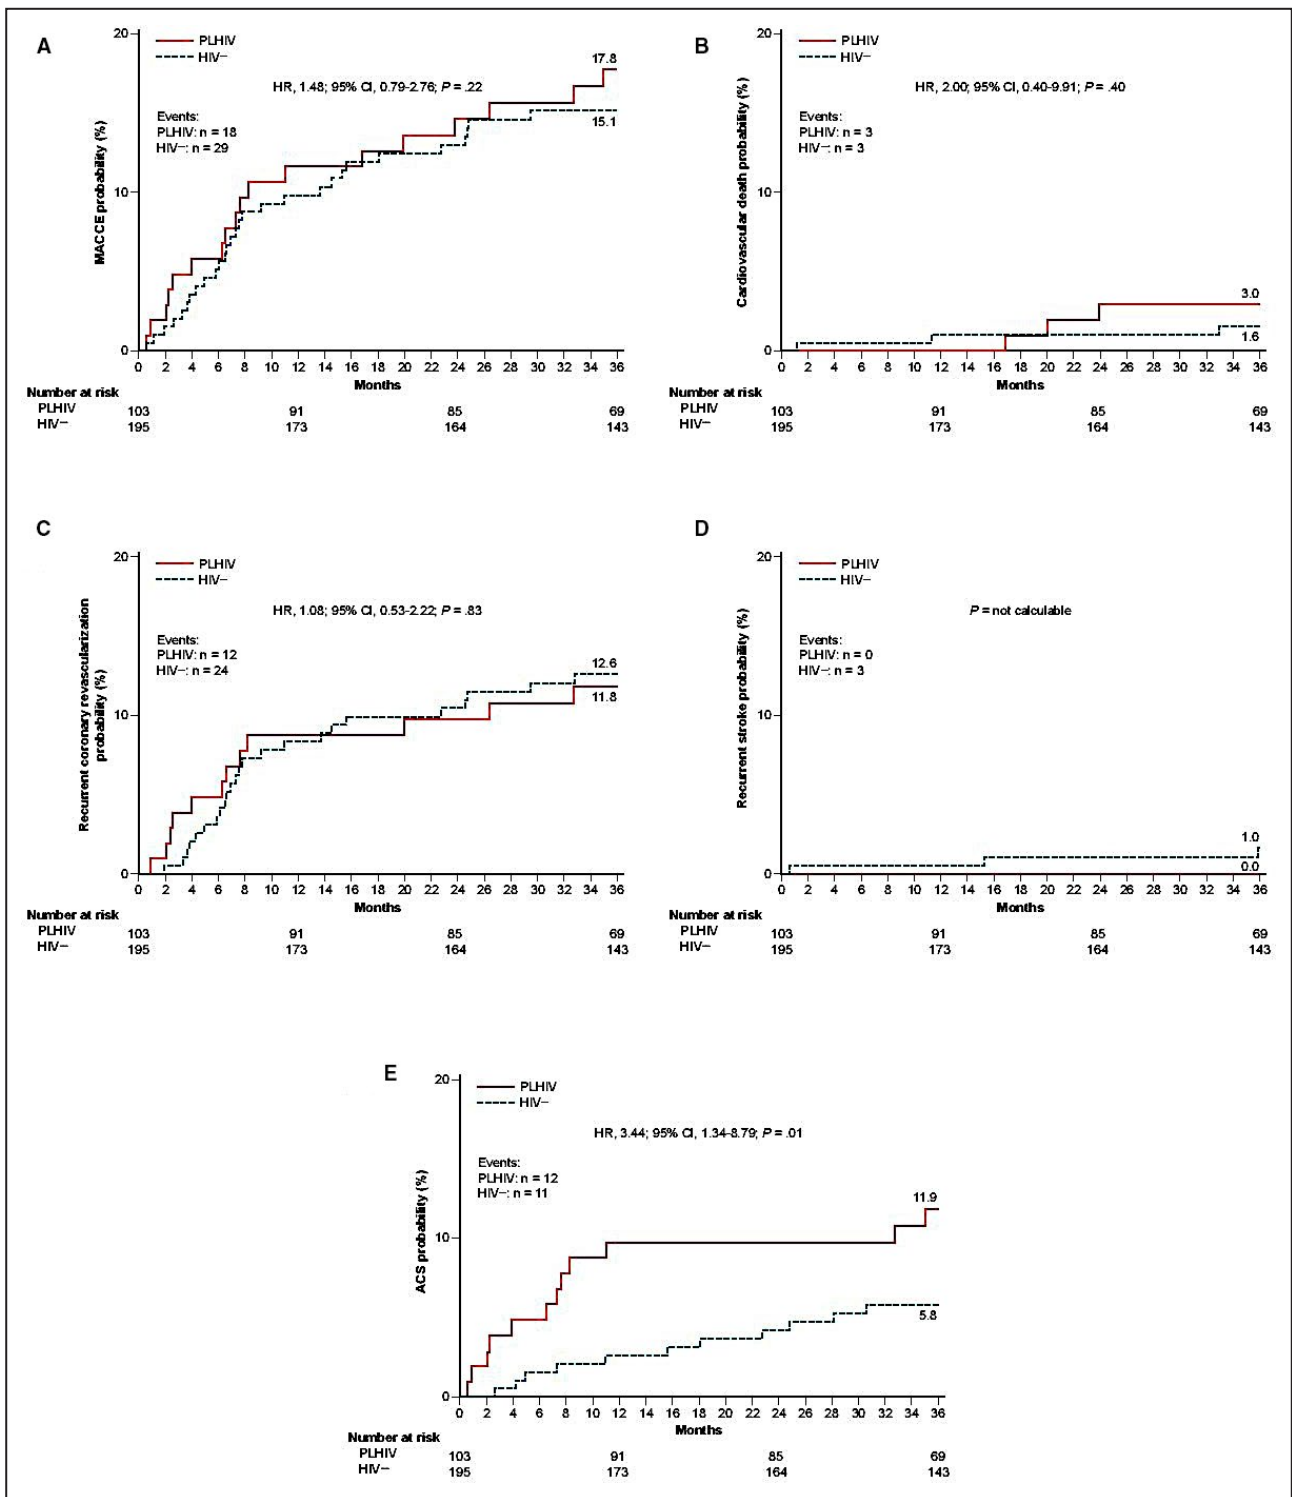 A
20
10
0
MACCE probability (%)
PLHIV
HIV−
HR, 1.48; 95% CI, 0.79-2.76; P = .22
Events:
PLHIV: n = 18
HIV−: n = 29
17.8
15.1
0 2 4 6 8 10 12 14 16 18 20 22 24 26 28 30 32 34 36
Months
Number at risk
PLHIV 103 91 85 69
HIV− 195 173 164 143
B
20
10
0
Cardiovascular death probability (%)
PLHIV
HIV−
HR, 2.00; 95% CI, 0.40-9.91; P = .40
Events:
PLHIV: n = 3
HIV−: n = 3
3.0
1.6
0 2 4 6 8 10 12 14 16 18 20 22 24 26 28 30 32 34 36
Months
Number at risk
PLHIV 103 91 85 69
HIV− 195 173 164 143
C
20
10
0
Recurrent coronary revascularization
probability (%)
PLHIV
HIV−
HR, 1.08; 95% CI, 0.53-2.22; P = .83
Events:
PLHIV: n = 12
HIV−: n = 24
12.6
11.8
0 2 4 6 8 10 12 14 16 18 20 22 24 26 28 30 32 34 36
Months
Number at risk
PLHIV 103 91 85 69
HIV− 195 173 164 143
D
20
10
0
Recurrent stroke probability (%)
PLHIV
HIV−
P = not calculable
Events:
PLHIV: n = 0
HIV−: n = 3
1.0
0.0
0 2 4 6 8 10 12 14 16 18 20 22 24 26 28 30 32 34 36
Months
Number at risk
PLHIV 103 91 85 69
HIV− 195 173 164 143
E
20
10
0
ACS probability (%)
PLHIV
HIV−
HR, 3.44; 95% CI, 1.34-8.79; P = .01
Events:
PLHIV: n = 12
HIV−: n = 11
11.9
5.8
0 2 4 6 8 10 12 14 16 18 20 22 24 26 28 30 32 34 36
Months
Number at risk
PLHIV 103 91 85 69
HIV− 195 173 164 143